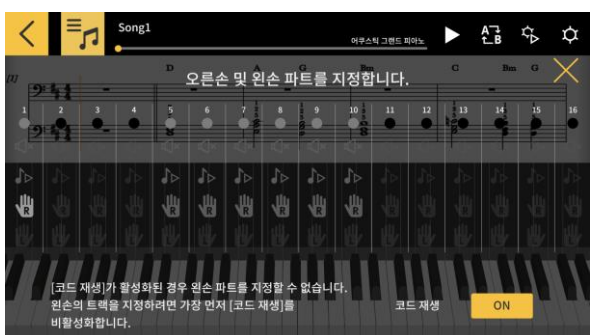 Song1
어쿠스틱 그랜드 피아노
A B
D A G Bm C Bm G
[1]
오른손 및 왼손 파트를 지정합니다.
1 2 3 4 5 6 7 8 9 10 11 12 13 14 15 16
R R R R R R R
[코드 재생]가 활성화된 경우 왼손 파트를 지정할 수 없습니다.
왼손의 트랙을 지정하려면 가장 먼저 [코드 재생]를
비활성화합니다.
코드 재생
ON